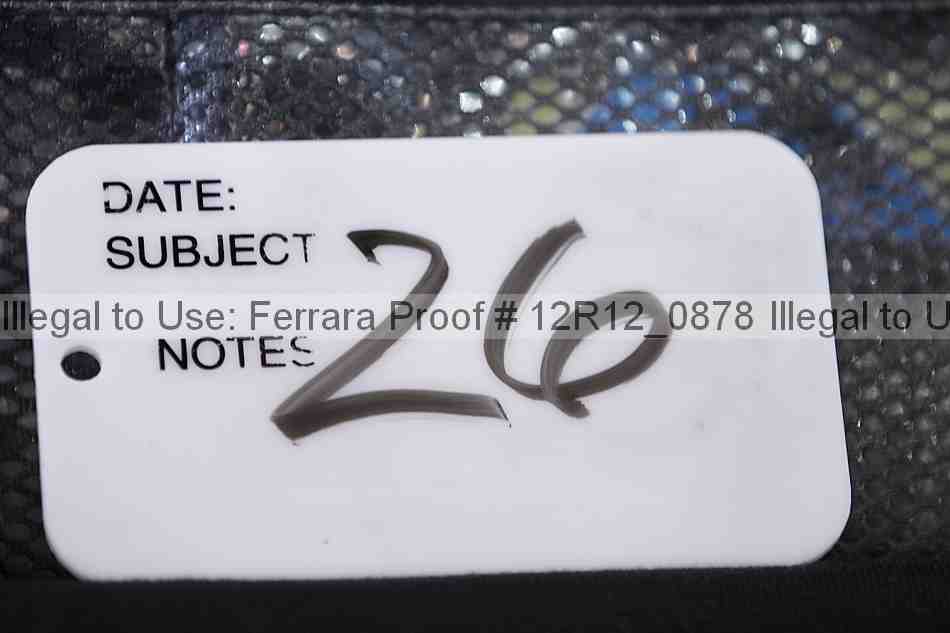 DATE:
SUBJECT
26
Illegal to Use: Ferrara Proof # 12R12_0878 Illegal to U
NOTES